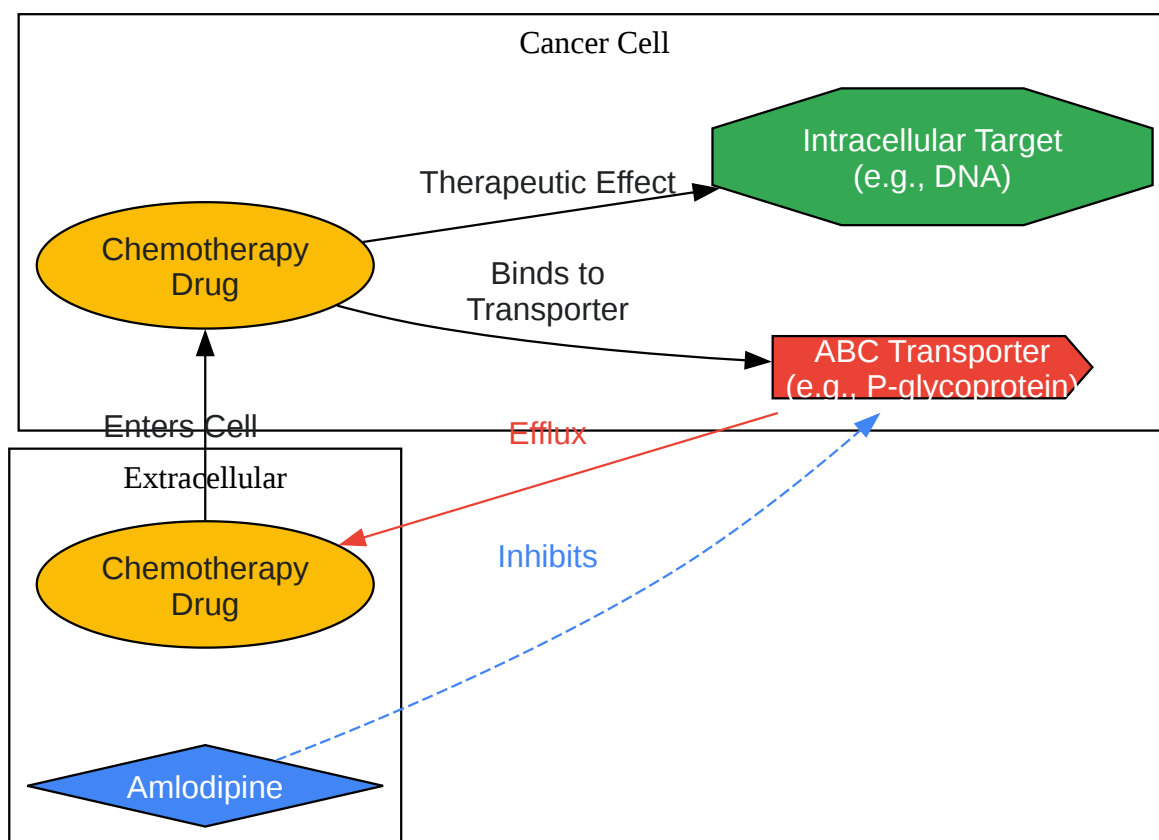 Cancer Cell
Intracellular Target
(e.g., DNA)
Therapeutic Effect
Chemotherapy
Drug
Binds to
Transporter
ABC Transporter
(e.g., P-glycoprotein)
Enters Cell
Efflux
Extracellular
Chemotherapy
Drug
Inhibits
Amlodipine